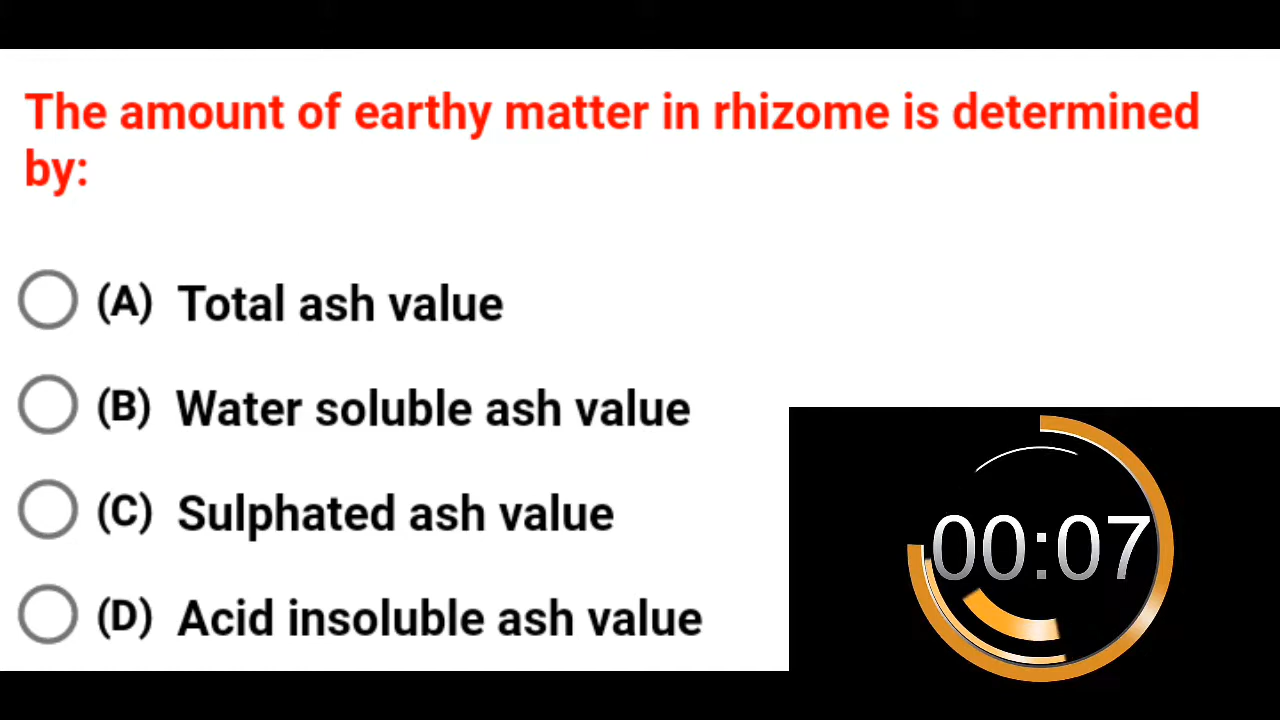 The amount of earthy matter in rhizome is determined
by:
(A) Total ash value
(B) Water soluble ash value
(C) Sulphated ash value
(D) Acid insoluble ash value
00:07